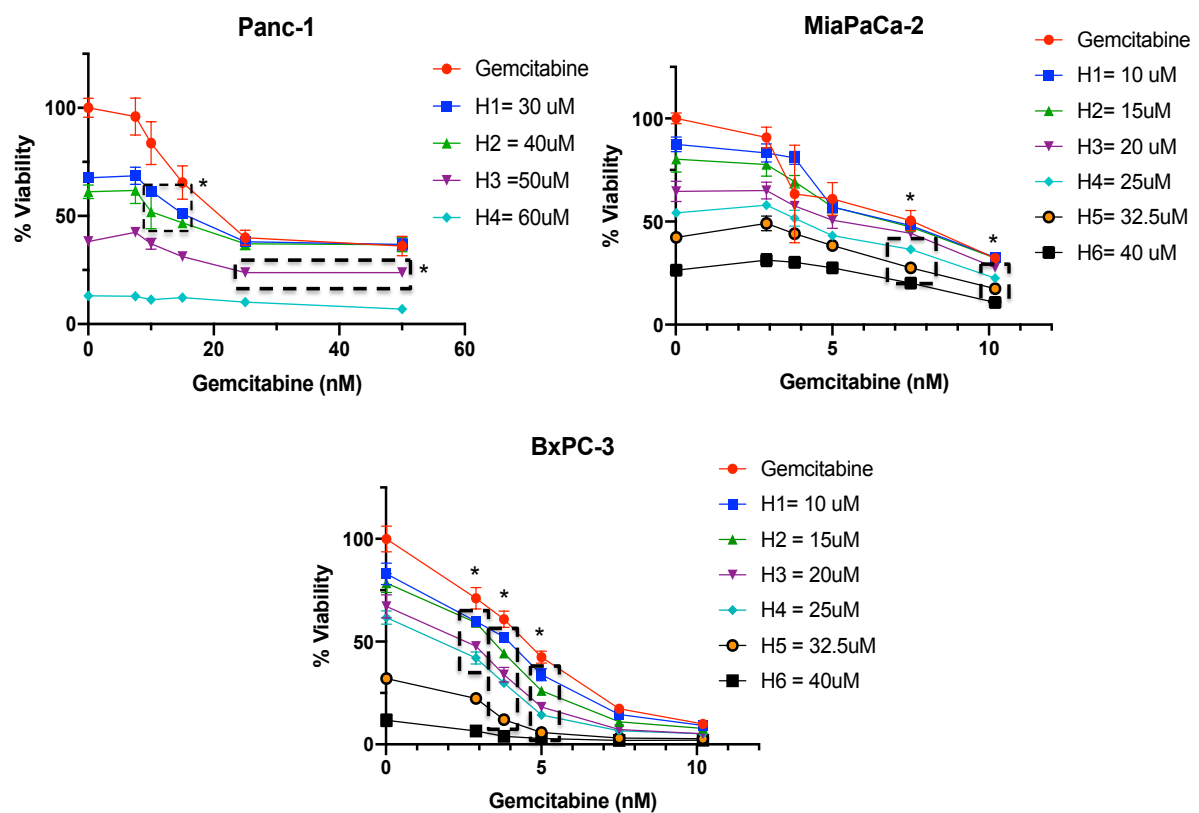 Panc-1
Gemcitabine
H1= 30 uM
H2 = 40uM
H3 =50uM
H4= 60uM
% Viability
100
50
0
*
*
0
20
40
60
Gemcitabine (nM)
MiaPaCa-2
Gemcitabine
H1= 10 uM
H2= 15uM
H3= 20 uM
H4= 25uM
H5= 32.5uM
H6= 40 uM
% Viability
100
50
0
*
*
0
5
10
Gemcitabine (nM)
BxPC-3
Gemcitabine
H1= 10 uM
H2 = 15uM
H3 = 20uM
H4 = 25uM
H5 = 32.5uM
H6 = 40uM
% Viability
100
50
0
*
*
*
0
5
10
Gemcitabine (nM)